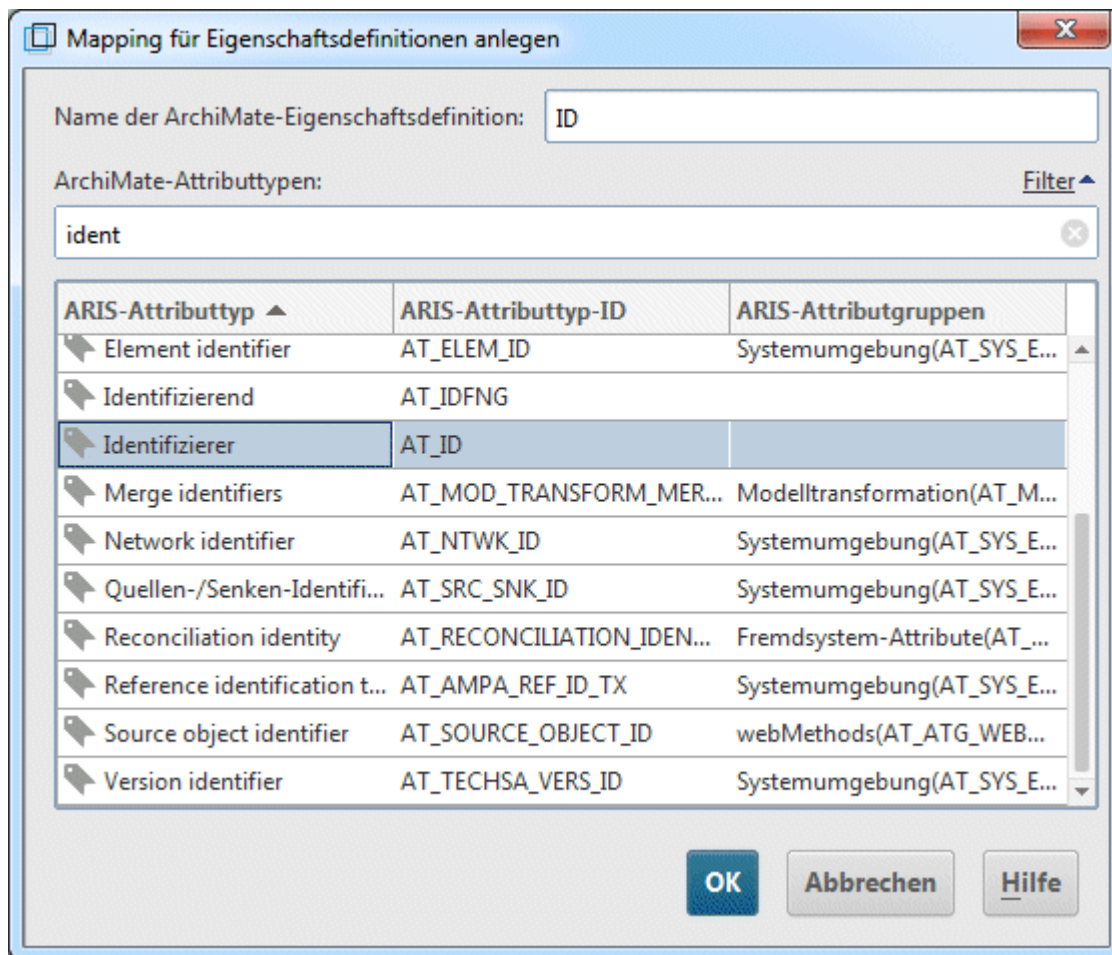 Mapping für Eigenschaftsdefinitionen anlegen
Name der ArchiMate-Eigenschaftsdefinition: ID
ArchiMate-Attributtypen: Filter
ident
ARIS-Attributtyp ARIS-Attributtyp-ID ARIS-Attributgruppen
Element identifier AT_ELEM_ID Systemumgebung(AT_SYS_E...
Identifizierend AT_IDFNG
Identifizierer AT_ID
Merge identifiers AT_MOD_TRANSFORM_MER... Modelltransformation(AT_M...
Network identifier AT_NTWK_ID Systemumgebung(AT_SYS_E...
Quellen-/Senken-Identifi... AT_SRC_SNK_ID Systemumgebung(AT_SYS_E...
Reconciliation identity AT_RECONCILIATION_IDEN... Fremdsystem-Attribute(AT_...
Reference identification t... AT_AMPA_REF_ID_TX Systemumgebung(AT_SYS_E...
Source object identifier AT_SOURCE_OBJECT_ID webMethods(AT_ATG_WEB...
Version identifier AT_TECHSA_VERS_ID Systemumgebung(AT_SYS_E...
OK Abbrechen Hilfe